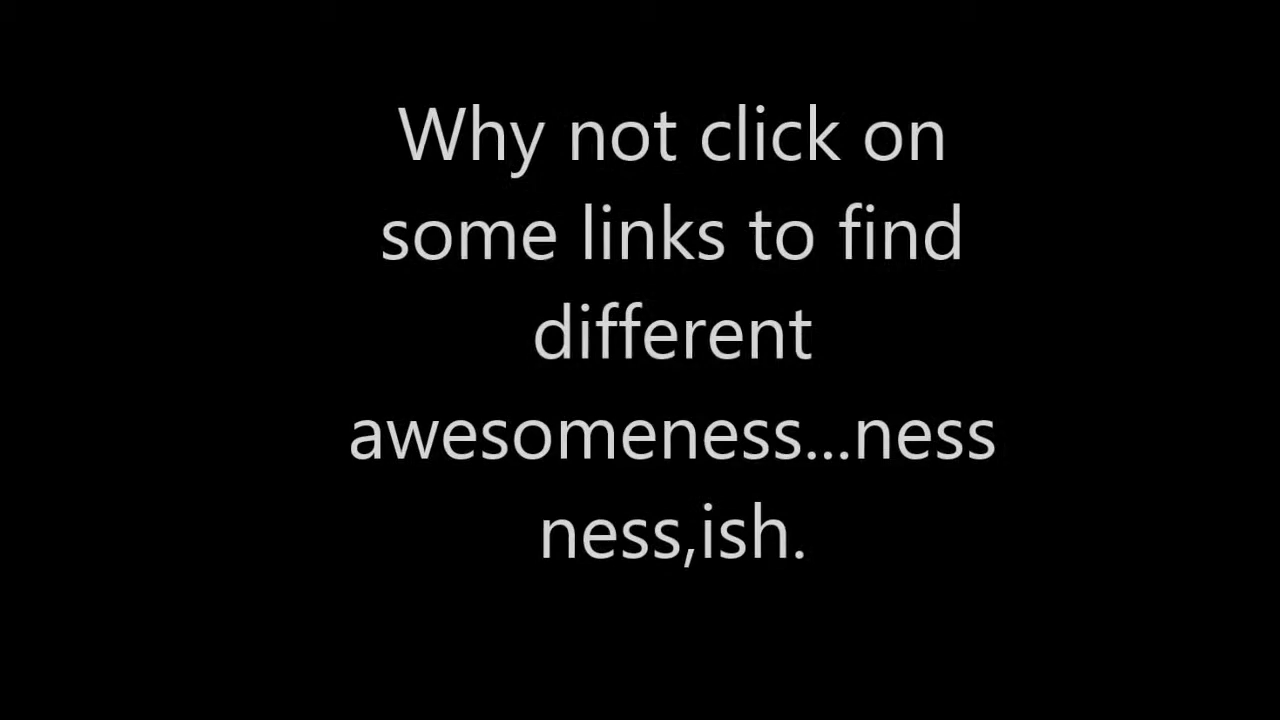 Why not click on
some links to find
different
awesomeness...ness
ness,ish.